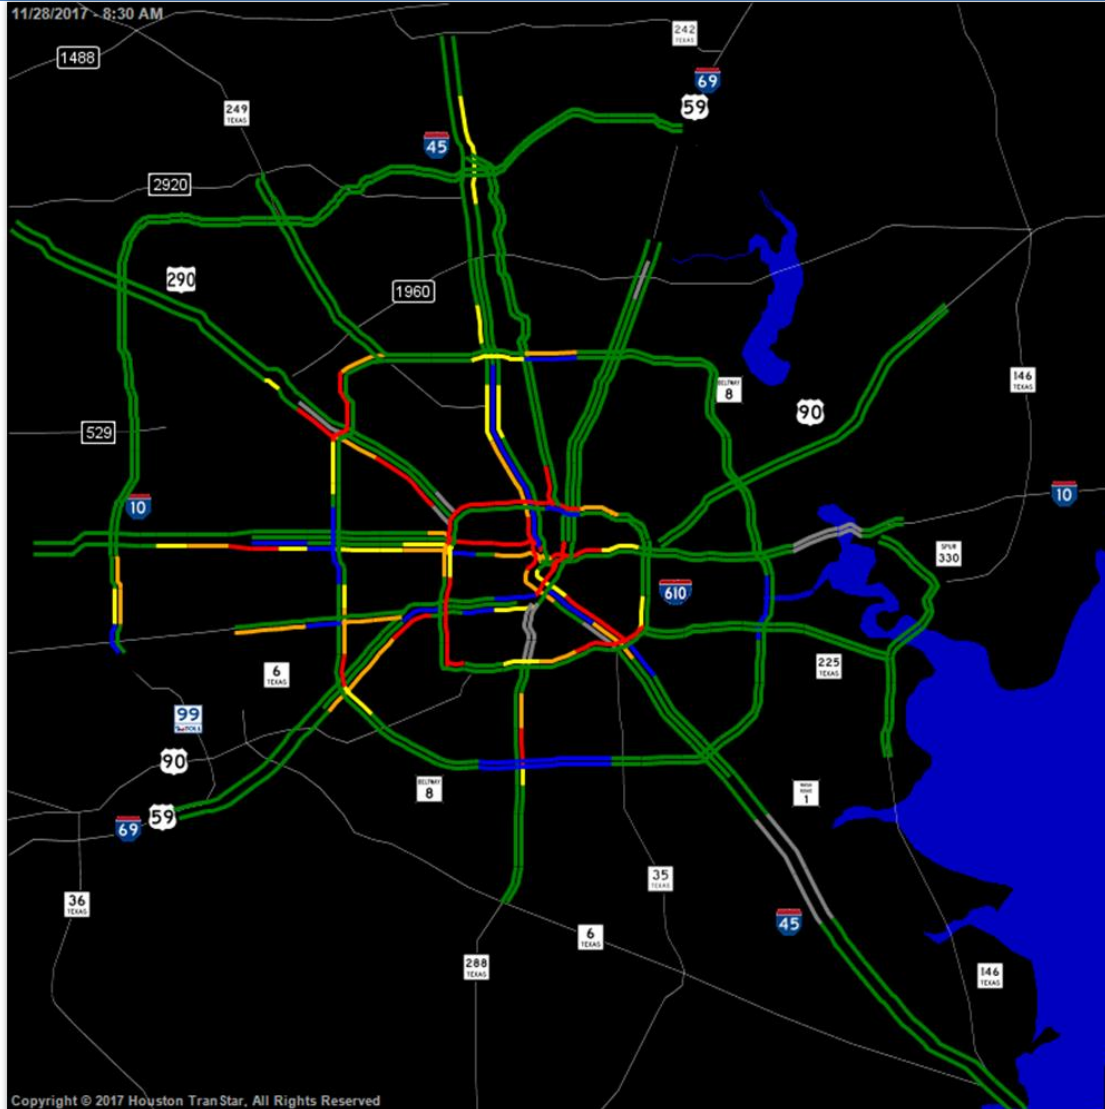 11/28/2017 - 8:30 AM
242
TEXAS
1488
69
59
249
TEXAS
45
2920
290
1960
146
TEXAS
BELTWAY
8
90
529
10
10
SPUR
330
610
225
TEXAS
6
TEXAS
99
90
BELTWAY
8
1
59
69
35
TEXAS
36
TEXAS
45
6
TEXAS
288
TEXAS
146
TEXAS
Copyright © 2017 Houston TranStar, All Rights Reserved